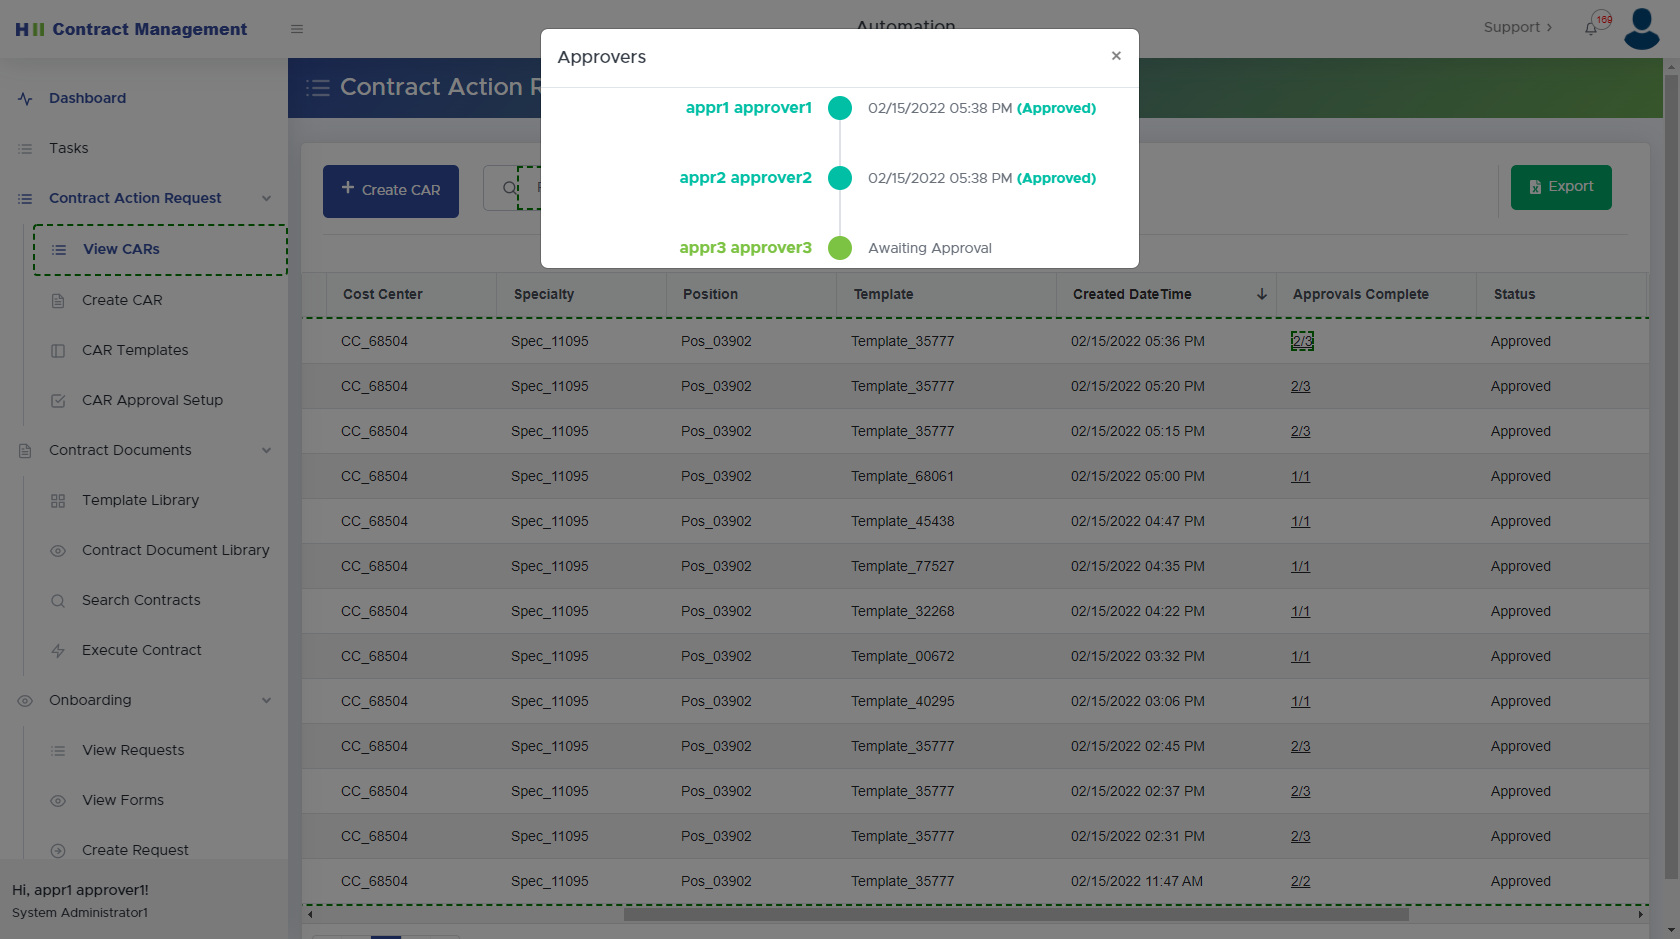 HII Contract Management
Automation
Support ›
169
Dashboard
Tasks
Contract Action Request
View CARs
Create CAR
CAR Templates
CAR Approval Setup
Contract Documents
Template Library
Contract Document Library
Search Contracts
Execute Contract
Onboarding
View Requests
View Forms
Create Request
Hi, appr1 approver1!
System Administrator1
Contract Action R
+ Create CAR
Export
Approvers ×
appr1 approver1 02/15/2022 05:38 PM (Approved)
appr2 approver2 02/15/2022 05:38 PM (Approved)
appr3 approver3 Awaiting Approval
Cost Center Specialty Position Template Created DateTime Approvals Complete Status
CC_68504 Spec_11095 Pos_03902 Template_35777 02/15/2022 05:36 PM 2/3 Approved
CC_68504 Spec_11095 Pos_03902 Template_35777 02/15/2022 05:20 PM 2/3 Approved
CC_68504 Spec_11095 Pos_03902 Template_35777 02/15/2022 05:15 PM 2/3 Approved
CC_68504 Spec_11095 Pos_03902 Template_68061 02/15/2022 05:00 PM 1/1 Approved
CC_68504 Spec_11095 Pos_03902 Template_45438 02/15/2022 04:47 PM 1/1 Approved
CC_68504 Spec_11095 Pos_03902 Template_77527 02/15/2022 04:35 PM 1/1 Approved
CC_68504 Spec_11095 Pos_03902 Template_32268 02/15/2022 04:22 PM 1/1 Approved
CC_68504 Spec_11095 Pos_03902 Template_00672 02/15/2022 03:32 PM 1/1 Approved
CC_68504 Spec_11095 Pos_03902 Template_40295 02/15/2022 03:06 PM 1/1 Approved
CC_68504 Spec_11095 Pos_03902 Template_35777 02/15/2022 02:45 PM 2/3 Approved
CC_68504 Spec_11095 Pos_03902 Template_35777 02/15/2022 02:37 PM 2/3 Approved
CC_68504 Spec_11095 Pos_03902 Template_35777 02/15/2022 02:31 PM 2/3 Approved
CC_68504 Spec_11095 Pos_03902 Template_35777 02/15/2022 11:47 AM 2/2 Approved